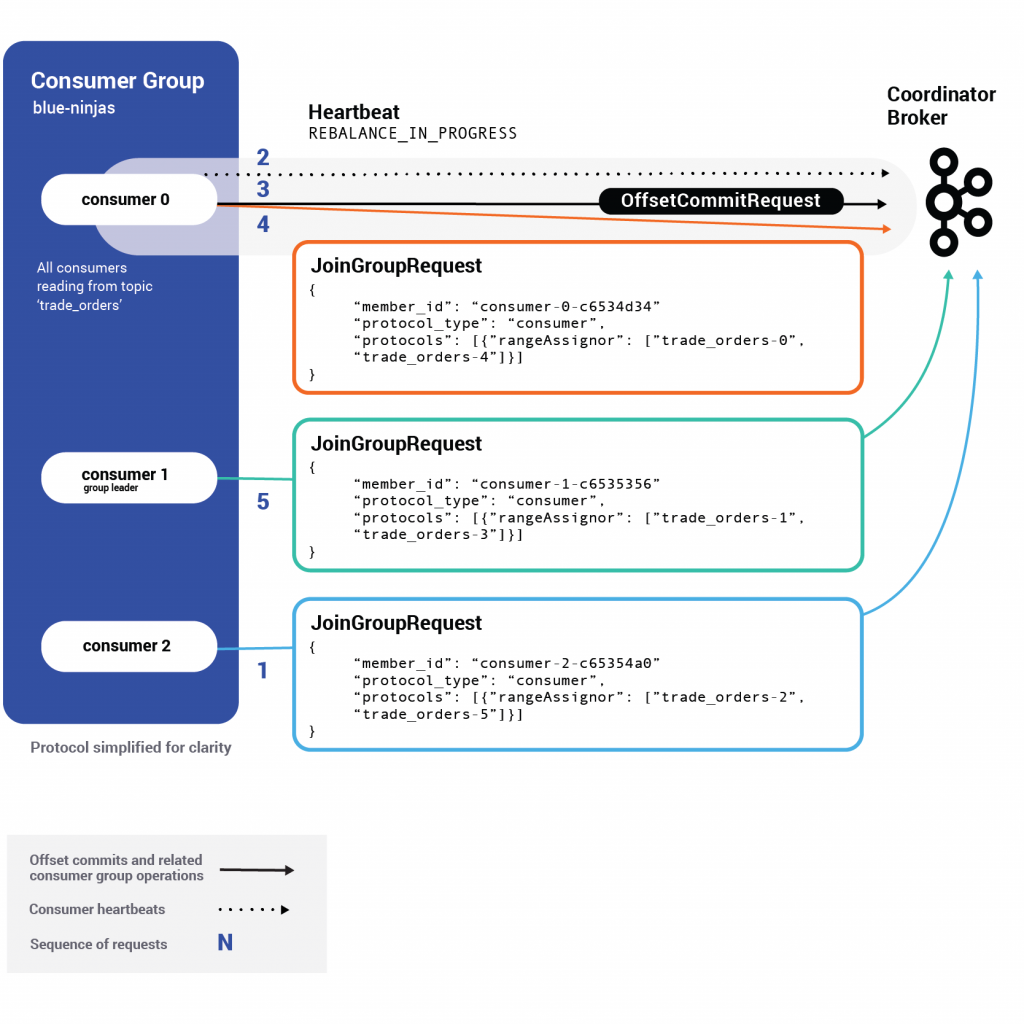 Consumer Group
blue-ninjas
Coordinator
Broker
Heartbeat
REBALANCE_IN_PROGRESS
2
consumer 0
3
OffsetCommitRequest
4
All consumers
reading from topic
‘trade_orders’
JoinGroupRequest
{
“member_id”: “consumer-0-c6534d34”
“protocol_type”: “consumer”,
“protocols”: [{”rangeAssignor”: [”trade_orders-0”,
“trade_orders-4”]}]
}
consumer 1
group leader
5
JoinGroupRequest
{
“member_id”: “consumer-1-c6535356”
“protocol_type”: “consumer”,
“protocols”: [{”rangeAssignor”: [”trade_orders-1”,
“trade_orders-3”]}]
}
consumer 2
1
JoinGroupRequest
{
“member_id”: “consumer-2-c65354a0”
“protocol_type”: “consumer”,
“protocols”: [{”rangeAssignor”: [”trade_orders-2”,
“trade_orders-5”]}]
}
Protocol simplified for clarity
Offset commits and related
consumer group operations
Consumer heartbeats
Sequence of requests N